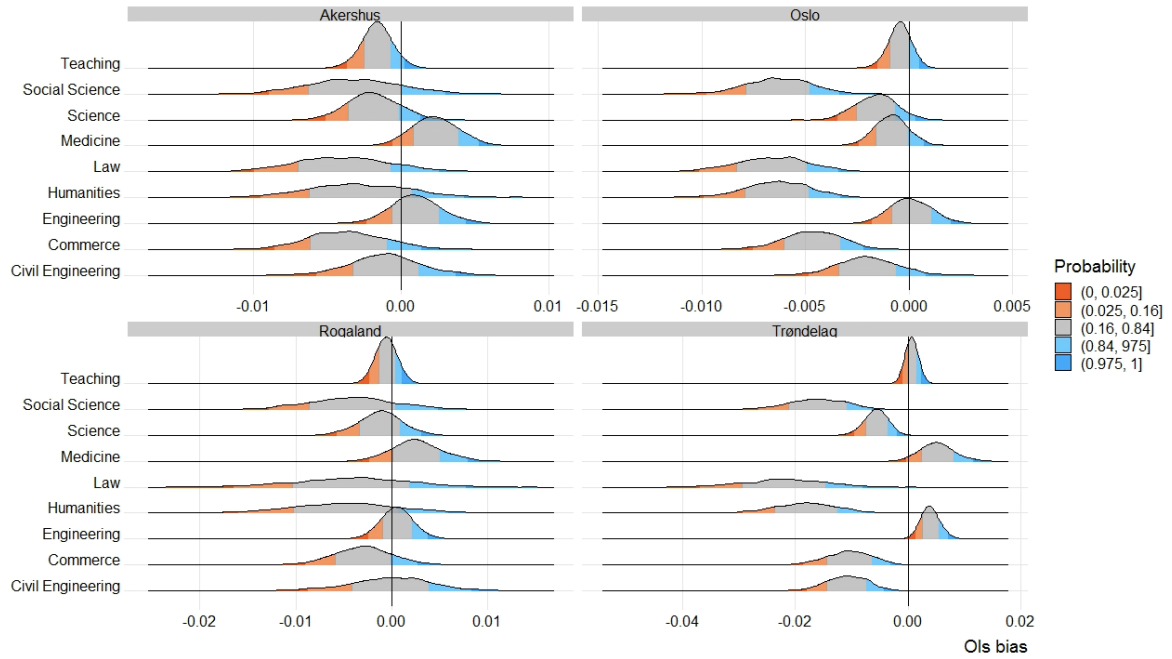 Akershus
Oslo
Teaching
Social Science
Science
Medicine
Law
Humanities
Engineering
Commerce
Civil Engineering
-0.01 0.00 0.01
-0.015 -0.010 -0.005 0.000 0.005
Rogaland
Trøndelag
Teaching
Social Science
Science
Medicine
Law
Humanities
Engineering
Commerce
Civil Engineering
-0.02 -0.01 0.00 0.01
-0.04 -0.02 0.00 0.02
Ols bias
Probability
(0, 0.025]
(0.025, 0.16]
(0.16, 0.84]
(0.84, 975]
(0.975, 1]